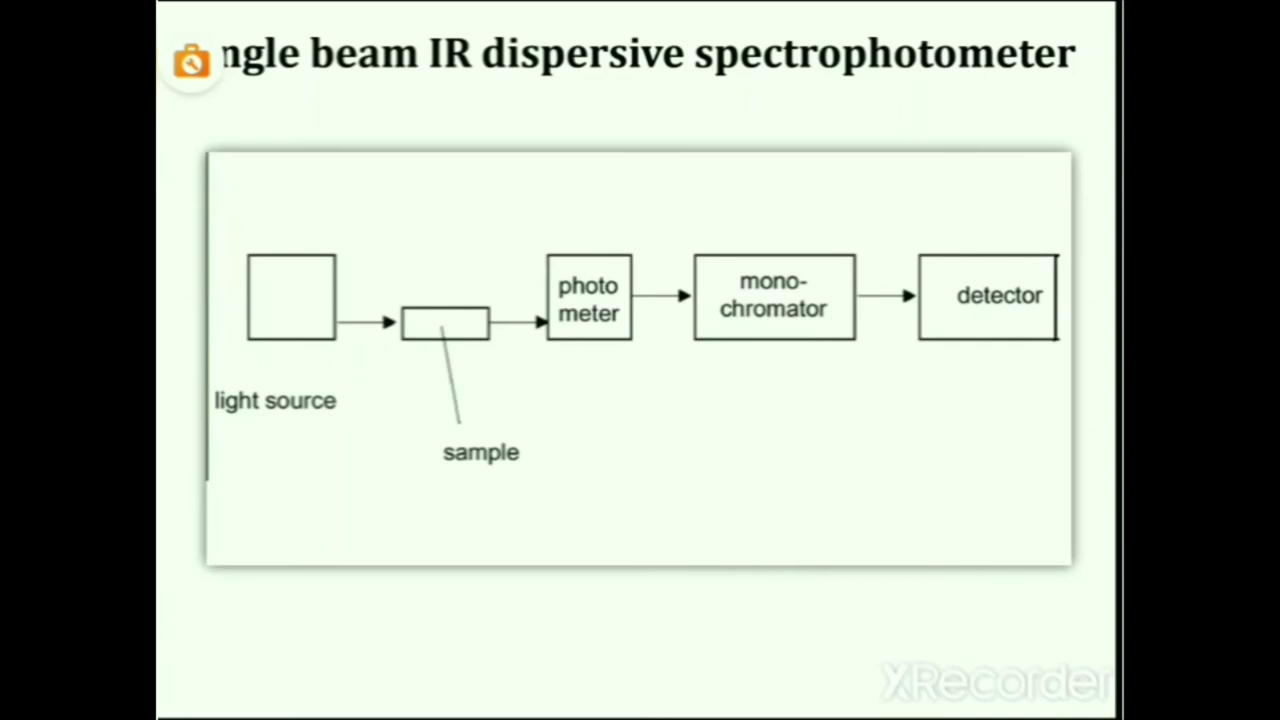 ngle beam IR dispersive spectrophotometer
photo
meter
mono-
chromator
detector
light source
sample
XRecorder